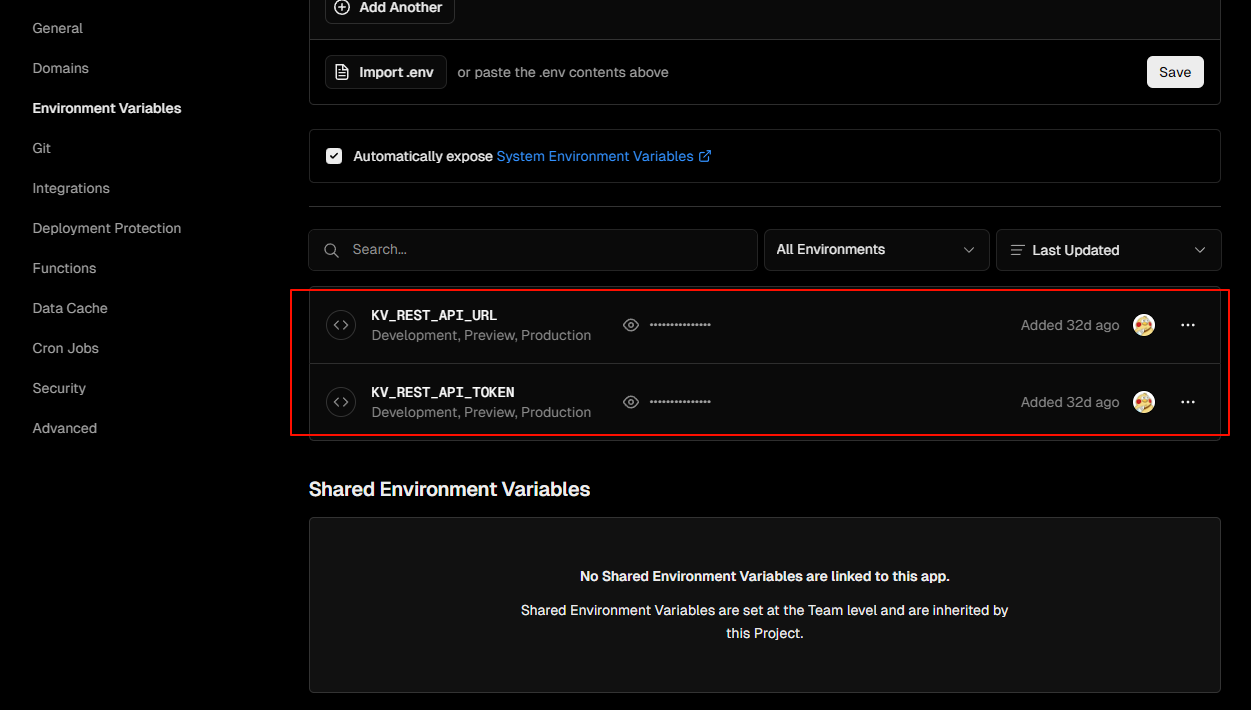 General
Domains
Environment Variables
Git
Integrations
Deployment Protection
Functions
Data Cache
Cron Jobs
Security
Advanced
Add Another
Import .env
or paste the .env contents above
Save
Automatically expose System Environment Variables
Search...
All Environments
Last Updated
KV_REST_API_URL
Development, Preview, Production
Added 32d ago
KV_REST_API_TOKEN
Development, Preview, Production
Added 32d ago
Shared Environment Variables
No Shared Environment Variables are linked to this app.
Shared Environment Variables are set at the Team level and are inherited by
this Project.